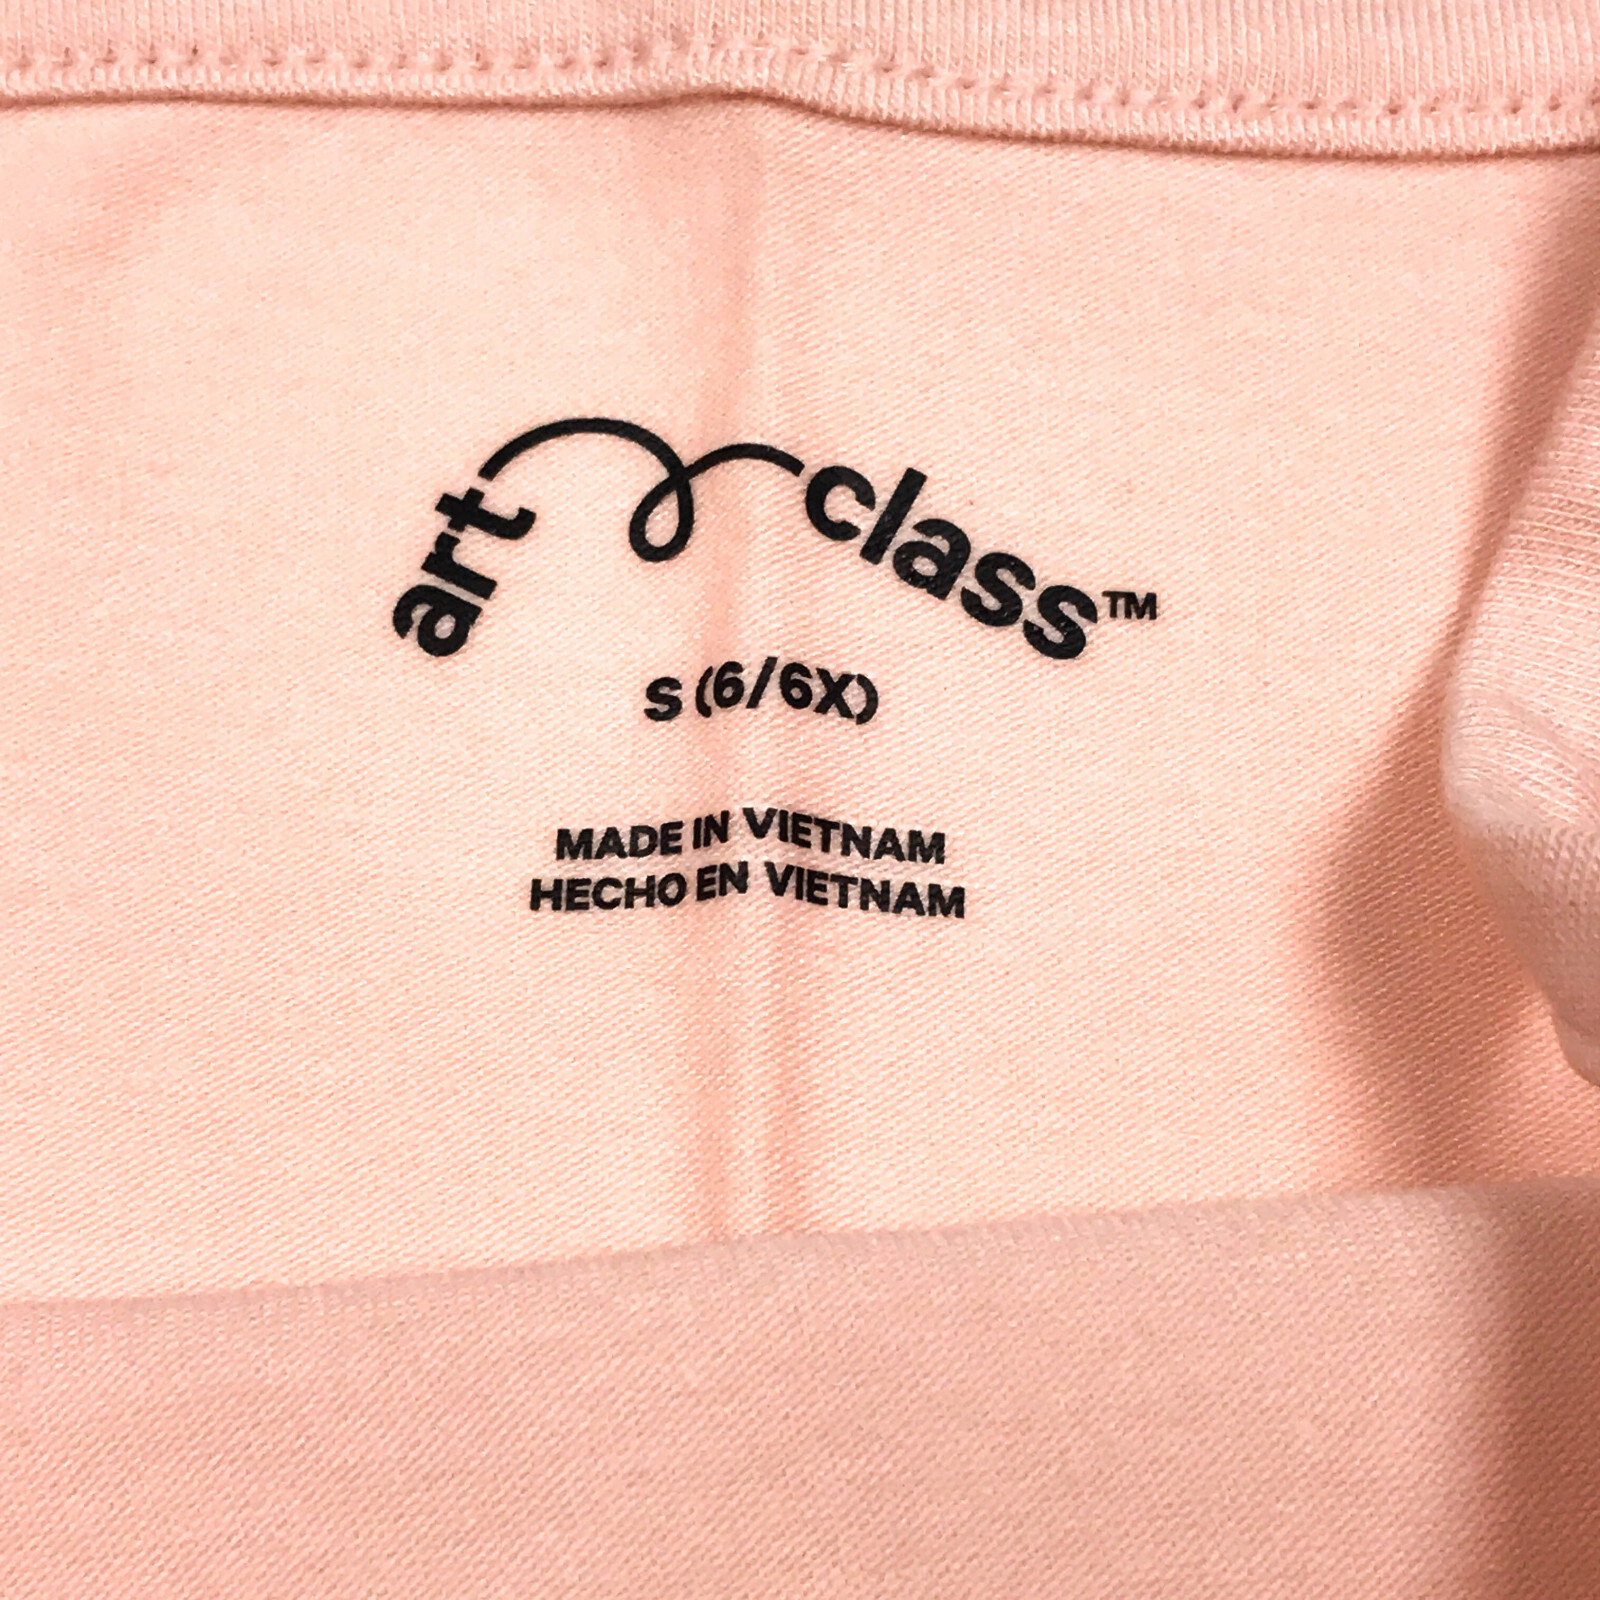 art class™
S (6/6X)
MADE IN VIETNAM
HECHO EN VIETNAM